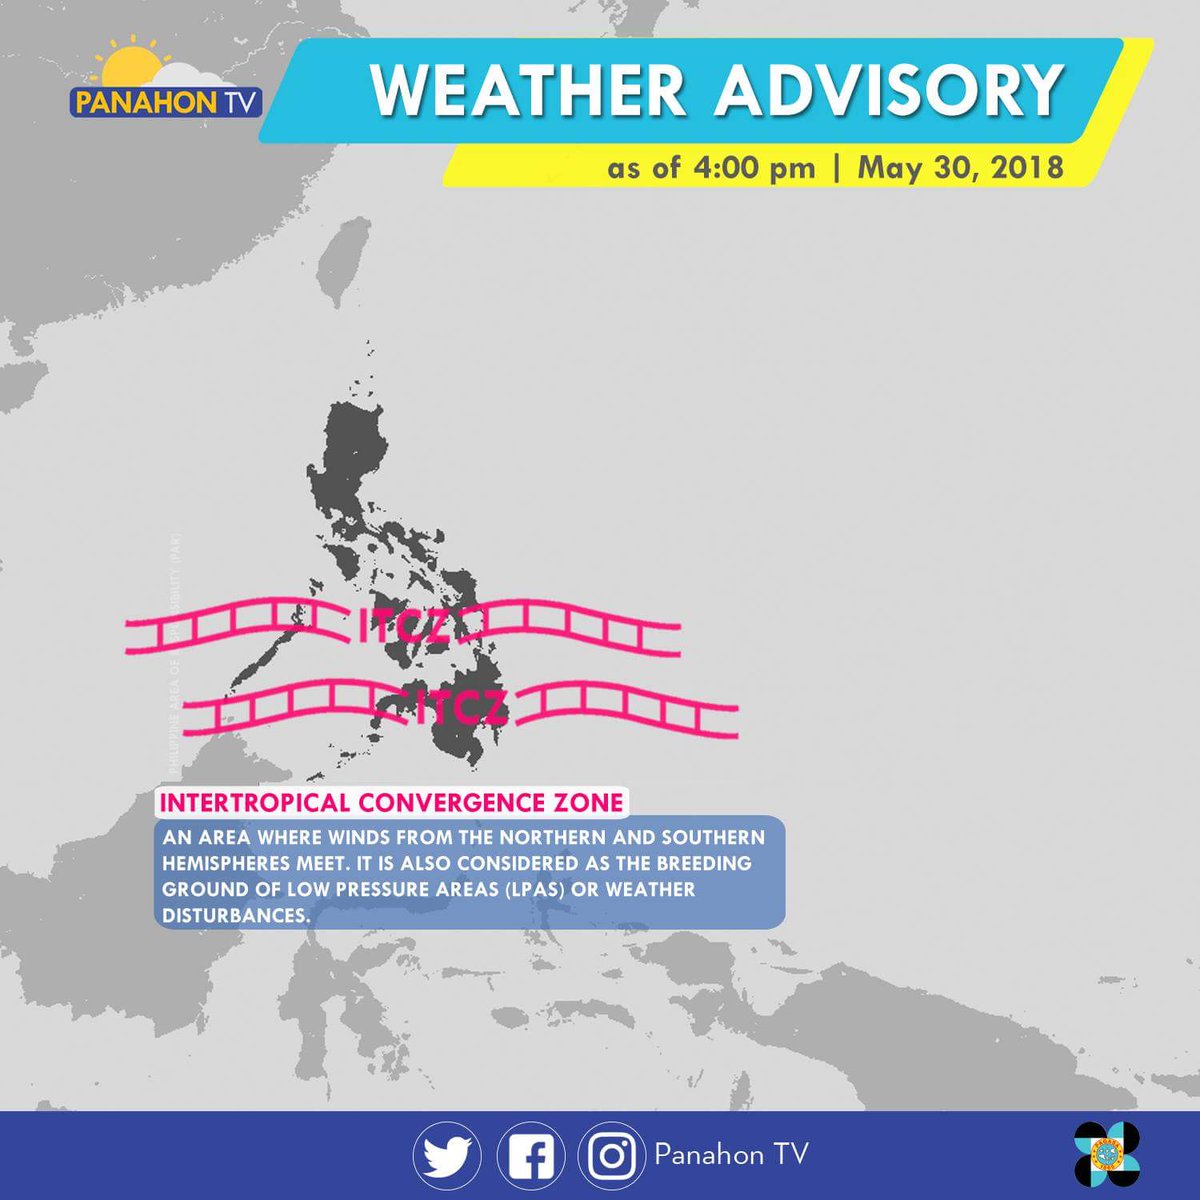 PANAHON TV
WEATHER ADVISORY
as of 4:00 pm | May 30, 2018
PHILIPPINE AREA OF RESPONSIBILITY (PAR)
ITCZ
ITCZ
INTERTROPICAL CONVERGENCE ZONE
AN AREA WHERE WINDS FROM THE NORTHERN AND SOUTHERN
HEMISPHERES MEET. IT IS ALSO CONSIDERED AS THE BREEDING
GROUND OF LOW PRESSURE AREAS (LPAS) OR WEATHER
DISTURBANCES.
Panahon TV
PAGASA